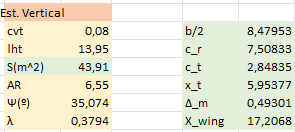 Est. Vertical
cvt 0,08 b/2 8,47953
lht 13,95 c_r 7,50833
S(m^2) 43,91 c_t 2,84835
AR 6,55 x_t 5,95377
Ψ(º) 35,074 Δ_m 0,49301
λ 0,3794 X_wing 17,2068